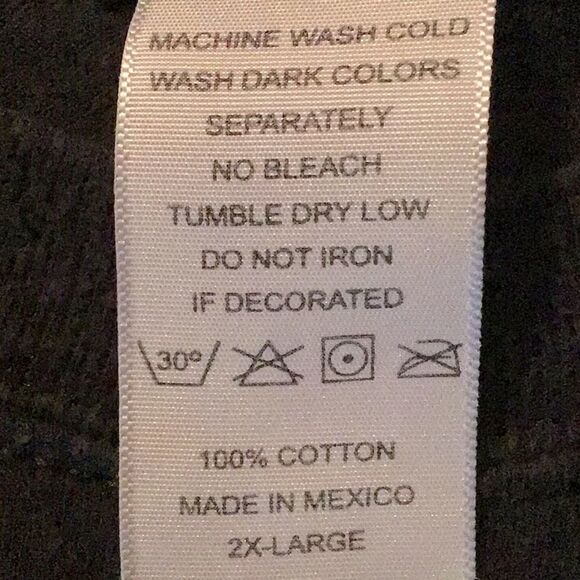 MACHINE WASH COLD
WASH DARK COLORS
SEPARATELY
NO BLEACH
TUMBLE DRY LOW
DO NOT IRON
IF DECORATED
30°
100% COTTON
MADE IN MEXICO
2X-LARGE